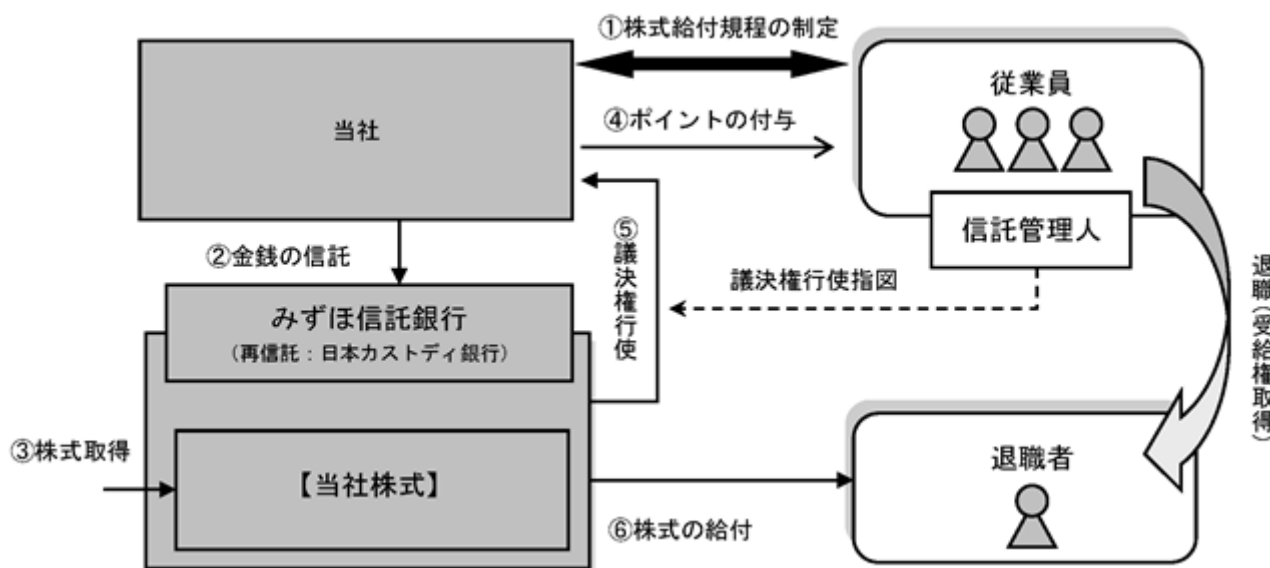 ①株式給付規程の制定
従業員
当社
④ポイントの付与
信託管理人
②金銭の信託
⑤議決権行使
議決権行使指図
退職(受給権取得)
みずほ信託銀行
(再信託：日本カストディ銀行)
③株式取得
【当社株式】
退職者
⑥株式の給付